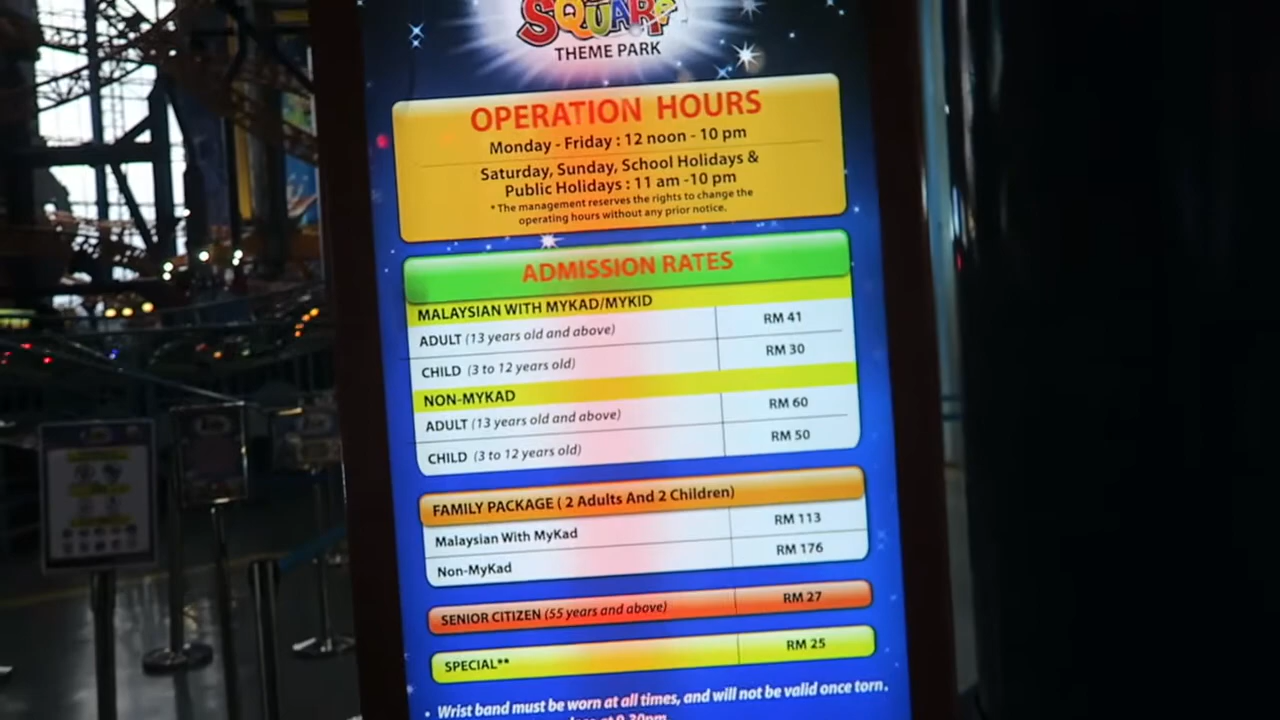 SQUARE
THEME PARK
OPERATION HOURS
Monday - Friday : 12 noon - 10 pm
Saturday, Sunday, School Holidays &
Public Holidays : 11 am -10 pm
* The management reserves the rights to change the
operating hours without any prior notice.
ADMISSION RATES
MALAYSIAN WITH MYKAD/MYKID
ADULT (13 years old and above) RM 41
CHILD (3 to 12 years old) RM 30
NON-MYKAD
ADULT (13 years old and above) RM 60
CHILD (3 to 12 years old) RM 50
FAMILY PACKAGE ( 2 Adults And 2 Children)
Malaysian With MyKad RM 113
Non-MyKad RM 176
SENIOR CITIZEN (55 years and above) RM 27
SPECIAL** RM 25
• Wrist band must be worn at all times, and will not be valid once torn.
at 9.30pm